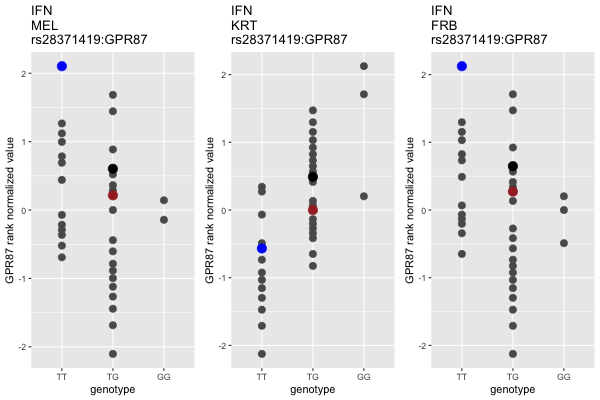 IFN
MEL
rs28371419:GPR87
GPR87 rank normalized value
2
1
0
-1
-2
TT
TG
GG
genotype
IFN
KRT
rs28371419:GPR87
GPR87 rank normalized value
2
1
0
-1
-2
TT
TG
GG
genotype
IFN
FRB
rs28371419:GPR87
GPR87 rank normalized value
2
1
0
-1
-2
TT
TG
GG
genotype